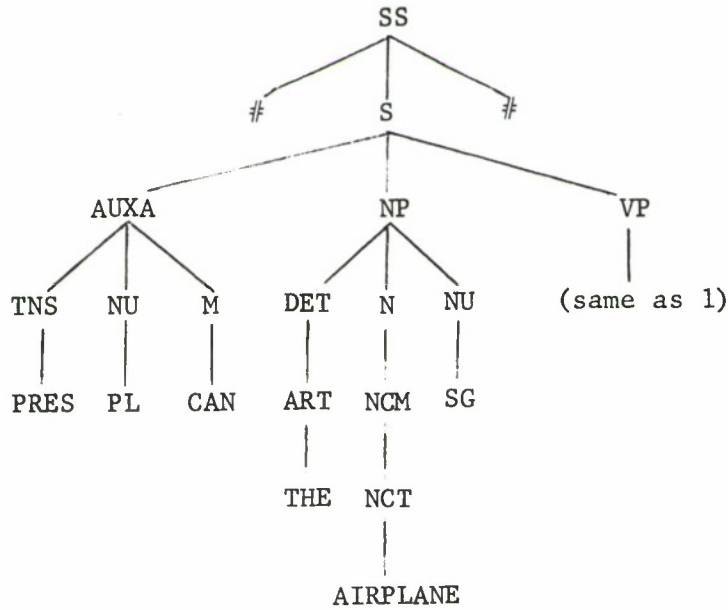 SS
# S #
AUXA NP VP
TNS NU M DET N NU (same as 1)
PRES PL CAN ART NCM SG
THE NCT
AIRPLANE